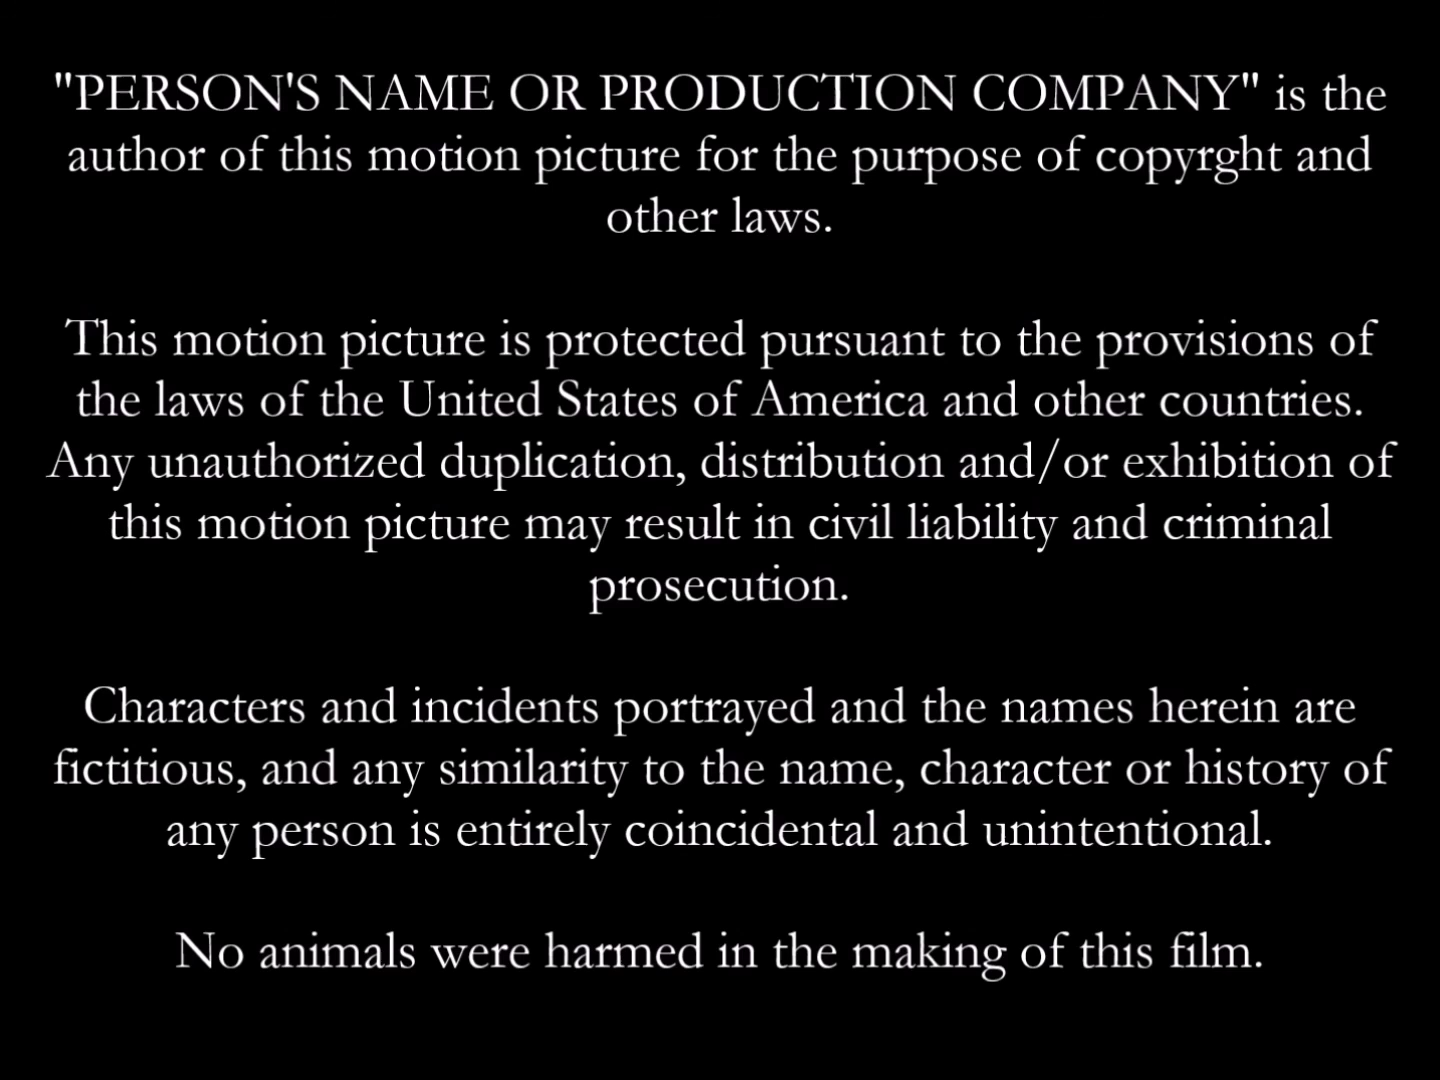 "PERSON'S NAME OR PRODUCTION COMPANY" is the
author of this motion picture for the purpose of copyrght and
other laws.
This motion picture is protected pursuant to the provisions of
the laws of the United States of America and other countries.
Any unauthorized duplication, distribution and/or exhibition of
this motion picture may result in civil liability and criminal
prosecution.
Characters and incidents portrayed and the names herein are
fictitious, and any similarity to the name, character or history of
any person is entirely coincidental and unintentional.
No animals were harmed in the making of this film.